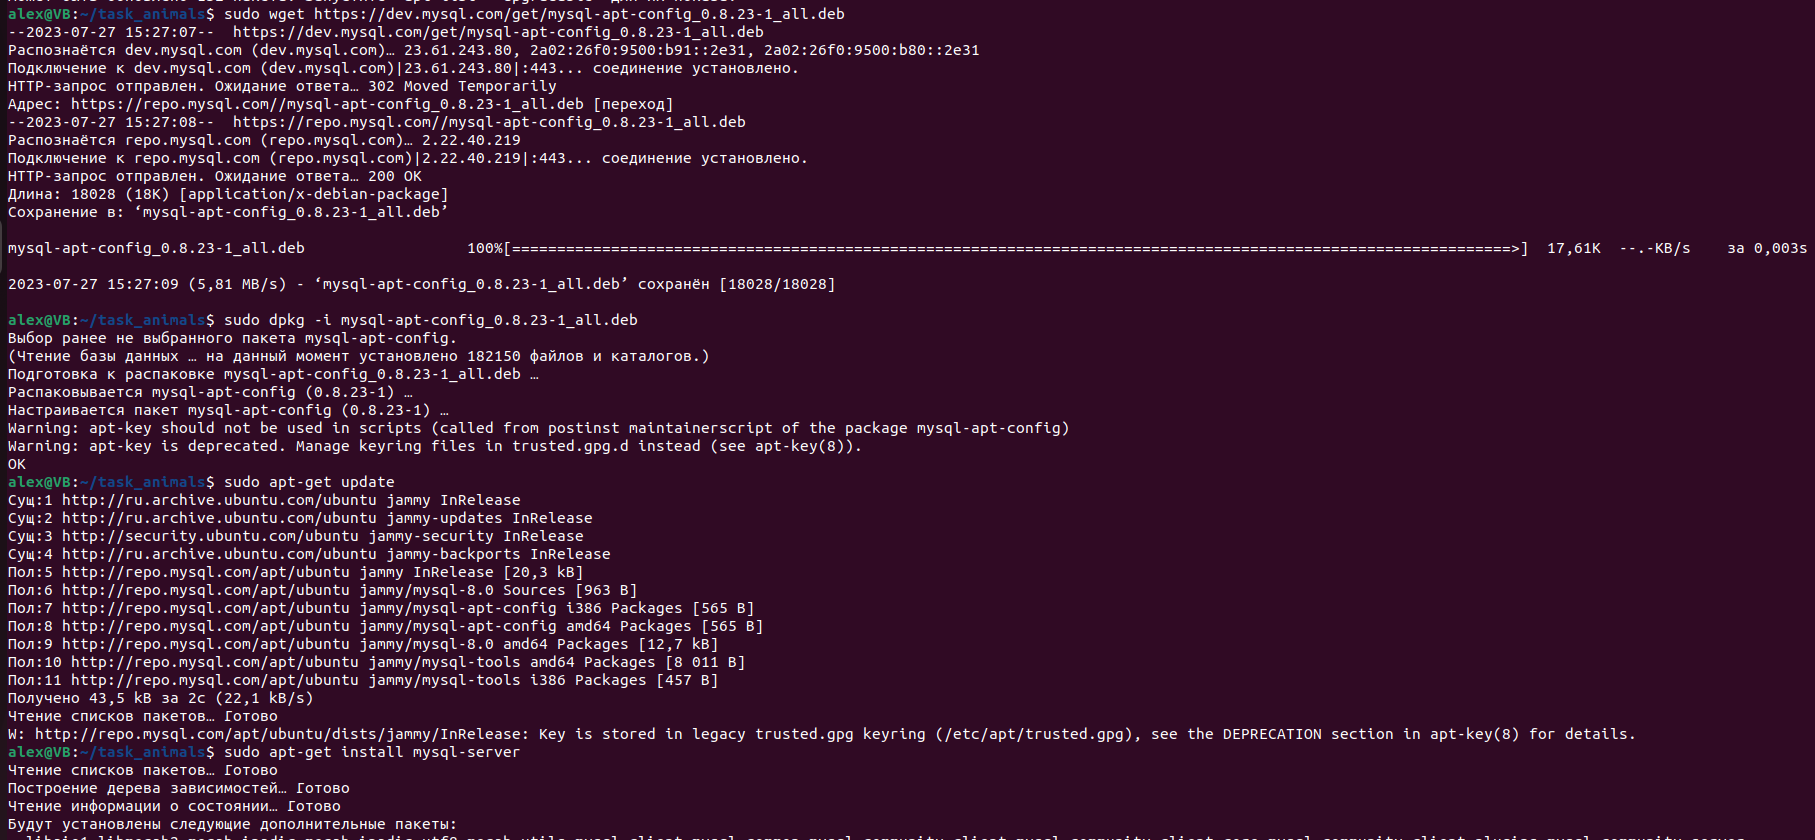 alex@VB:~/task_animals$ sudo wget https://dev.mysql.com/get/mysql-apt-config_0.8.23-1_all.deb
--2023-07-27 15:27:07--  https://dev.mysql.com/get/mysql-apt-config_0.8.23-1_all.deb
Распознаётся dev.mysql.com (dev.mysql.com)… 23.61.243.80, 2a02:26f0:9500:b91::2e31, 2a02:26f0:9500:b80::2e31
Подключение к dev.mysql.com (dev.mysql.com)|23.61.243.80|:443... соединение установлено.
HTTP-запрос отправлен. Ожидание ответа… 302 Moved Temporarily
Адрес: https://repo.mysql.com//mysql-apt-config_0.8.23-1_all.deb [переход]
--2023-07-27 15:27:08--  https://repo.mysql.com//mysql-apt-config_0.8.23-1_all.deb
Распознаётся repo.mysql.com (repo.mysql.com)… 2.22.40.219
Подключение к repo.mysql.com (repo.mysql.com)|2.22.40.219|:443... соединение установлено.
HTTP-запрос отправлен. Ожидание ответа… 200 OK
Длина: 18028 (18K) [application/x-debian-package]
Сохранение в: ‘mysql-apt-config_0.8.23-1_all.deb’
mysql-apt-config_0.8.23-1_all.deb 100%[===============================================================================================================>] 17,61K --.-KB/s за 0,003s
2023-07-27 15:27:09 (5,81 MB/s) - ‘mysql-apt-config_0.8.23-1_all.deb’ сохранён [18028/18028]
alex@VB:~/task_animals$ sudo dpkg -i mysql-apt-config_0.8.23-1_all.deb
Выбор ранее не выбранного пакета mysql-apt-config.
(Чтение базы данных … на данный момент установлено 182150 файлов и каталогов.)
Подготовка к распаковке mysql-apt-config_0.8.23-1_all.deb …
Распаковывается mysql-apt-config (0.8.23-1) …
Настраивается пакет mysql-apt-config (0.8.23-1) …
Warning: apt-key should not be used in scripts (called from postinst maintainerscript of the package mysql-apt-config)
Warning: apt-key is deprecated. Manage keyring files in trusted.gpg.d instead (see apt-key(8)).
OK
alex@VB:~/task_animals$ sudo apt-get update
Сущ:1 http://ru.archive.ubuntu.com/ubuntu jammy InRelease
Сущ:2 http://ru.archive.ubuntu.com/ubuntu jammy-updates InRelease
Сущ:3 http://security.ubuntu.com/ubuntu jammy-security InRelease
Сущ:4 http://ru.archive.ubuntu.com/ubuntu jammy-backports InRelease
Пол:5 http://repo.mysql.com/apt/ubuntu jammy InRelease [20,3 kB]
Пол:6 http://repo.mysql.com/apt/ubuntu jammy/mysql-8.0 Sources [963 B]
Пол:7 http://repo.mysql.com/apt/ubuntu jammy/mysql-apt-config i386 Packages [565 B]
Пол:8 http://repo.mysql.com/apt/ubuntu jammy/mysql-apt-config amd64 Packages [565 B]
Пол:9 http://repo.mysql.com/apt/ubuntu jammy/mysql-8.0 amd64 Packages [12,7 kB]
Пол:10 http://repo.mysql.com/apt/ubuntu jammy/mysql-tools amd64 Packages [8 011 B]
Пол:11 http://repo.mysql.com/apt/ubuntu jammy/mysql-tools i386 Packages [457 B]
Получено 43,5 kB за 2с (22,1 kB/s)
Чтение списков пакетов… Готово
W: http://repo.mysql.com/apt/ubuntu/dists/jammy/InRelease: Key is stored in legacy trusted.gpg keyring (/etc/apt/trusted.gpg), see the DEPRECATION section in apt-key(8) for details.
alex@VB:~/task_animals$ sudo apt-get install mysql-server
Чтение списков пакетов… Готово
Построение дерева зависимостей… Готово
Чтение информации о состоянии… Готово
Будут установлены следующие дополнительные пакеты: